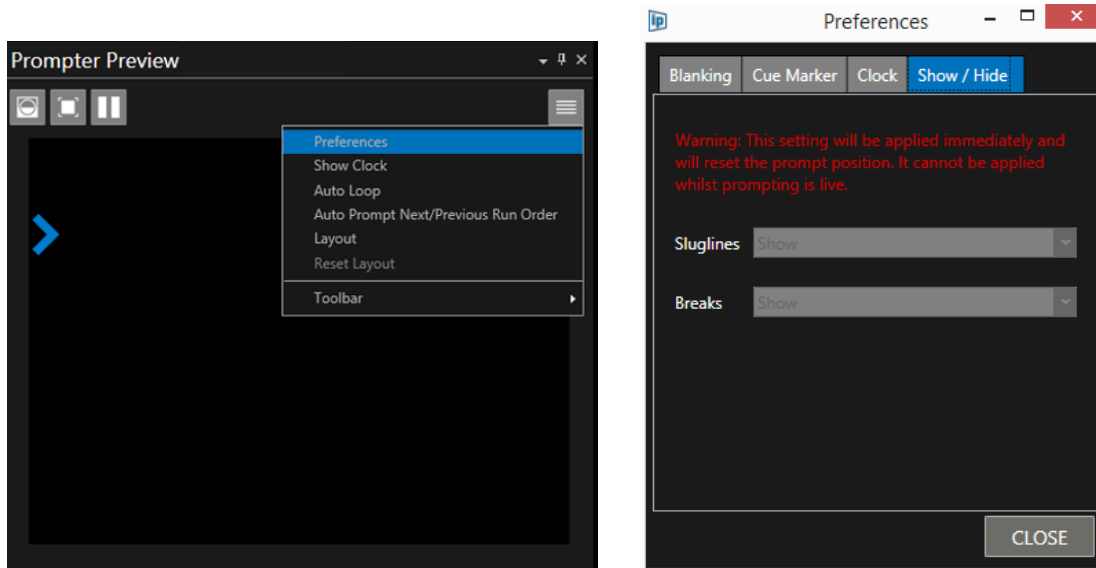 Prompter Preview
Preferences
Show Clock
Auto Loop
Auto Prompt Next/Previous Run Order
Layout
Reset Layout
Toolbar
ip
Preferences
Blanking Cue Marker Clock Show / Hide
Warning: This setting will be applied immediately and
will reset the prompt position. It cannot be applied
whilst prompting is live.
Sluglines Show
Breaks Show
CLOSE